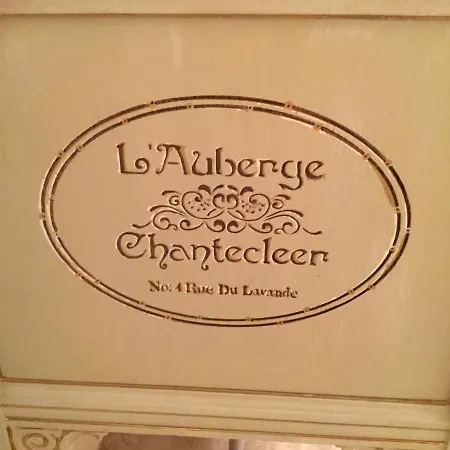 L'Auberge
Chantecleer
No: 4 Rue Du Lavande